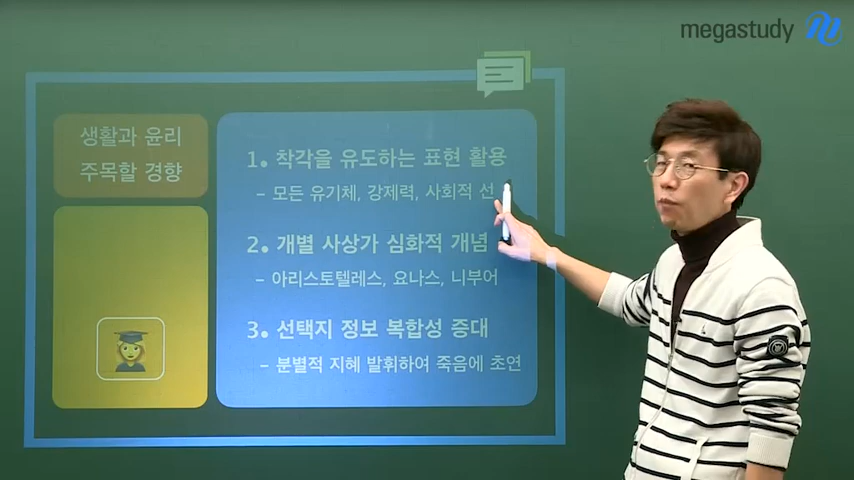 megastudy
생활과 윤리
주목할 경향
1. 착각을 유도하는 표현 활용
- 모든 유기체, 강제력, 사회적 선
2. 개별 사상가 심화적 개념
- 아리스토텔레스, 요나스, 니부어
3. 선택지 정보 복합성 증대
- 분별적 지혜 발휘하여 죽음에 초연